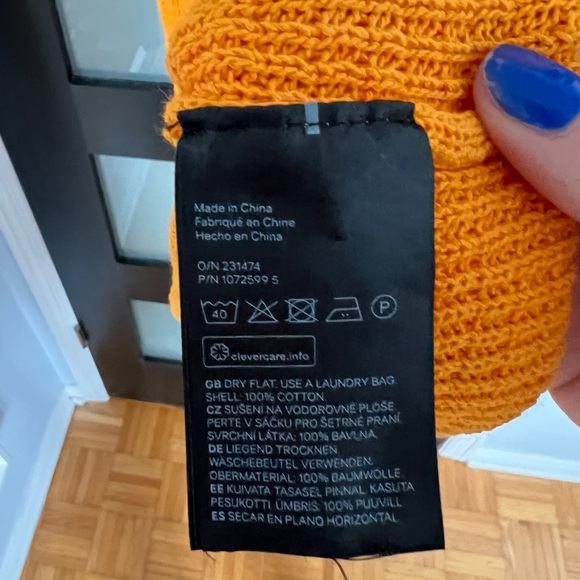 Made in China
Fabriqué en Chine
Hecho en China
O/N 231474
P/N 1072599 S
40 P
clevercare.info
GB DRY FLAT. USE A LAUNDRY BAG.
SHELL: 100% COTTON.
CZ SUŠENÍ NA VODOROVNÉ PLOŠE.
PERTE V SÁČKU PRO ŠETRNÉ PRANÍ.
SVRCHNÍ LÁTKA: 100% BAVLNA.
DE LIEGEND TROCKNEN.
WÄSCHEBEUTEL VERWENDEN.
OBERMATERIAL: 100% BAUMWOLLE.
EE KUIVATA TASASEL PINNAL. KASUTA
PESUKOTTI ÜMBRIS: 100% PUUVILL
ES SECAR EN PLANO HORIZONTAL.